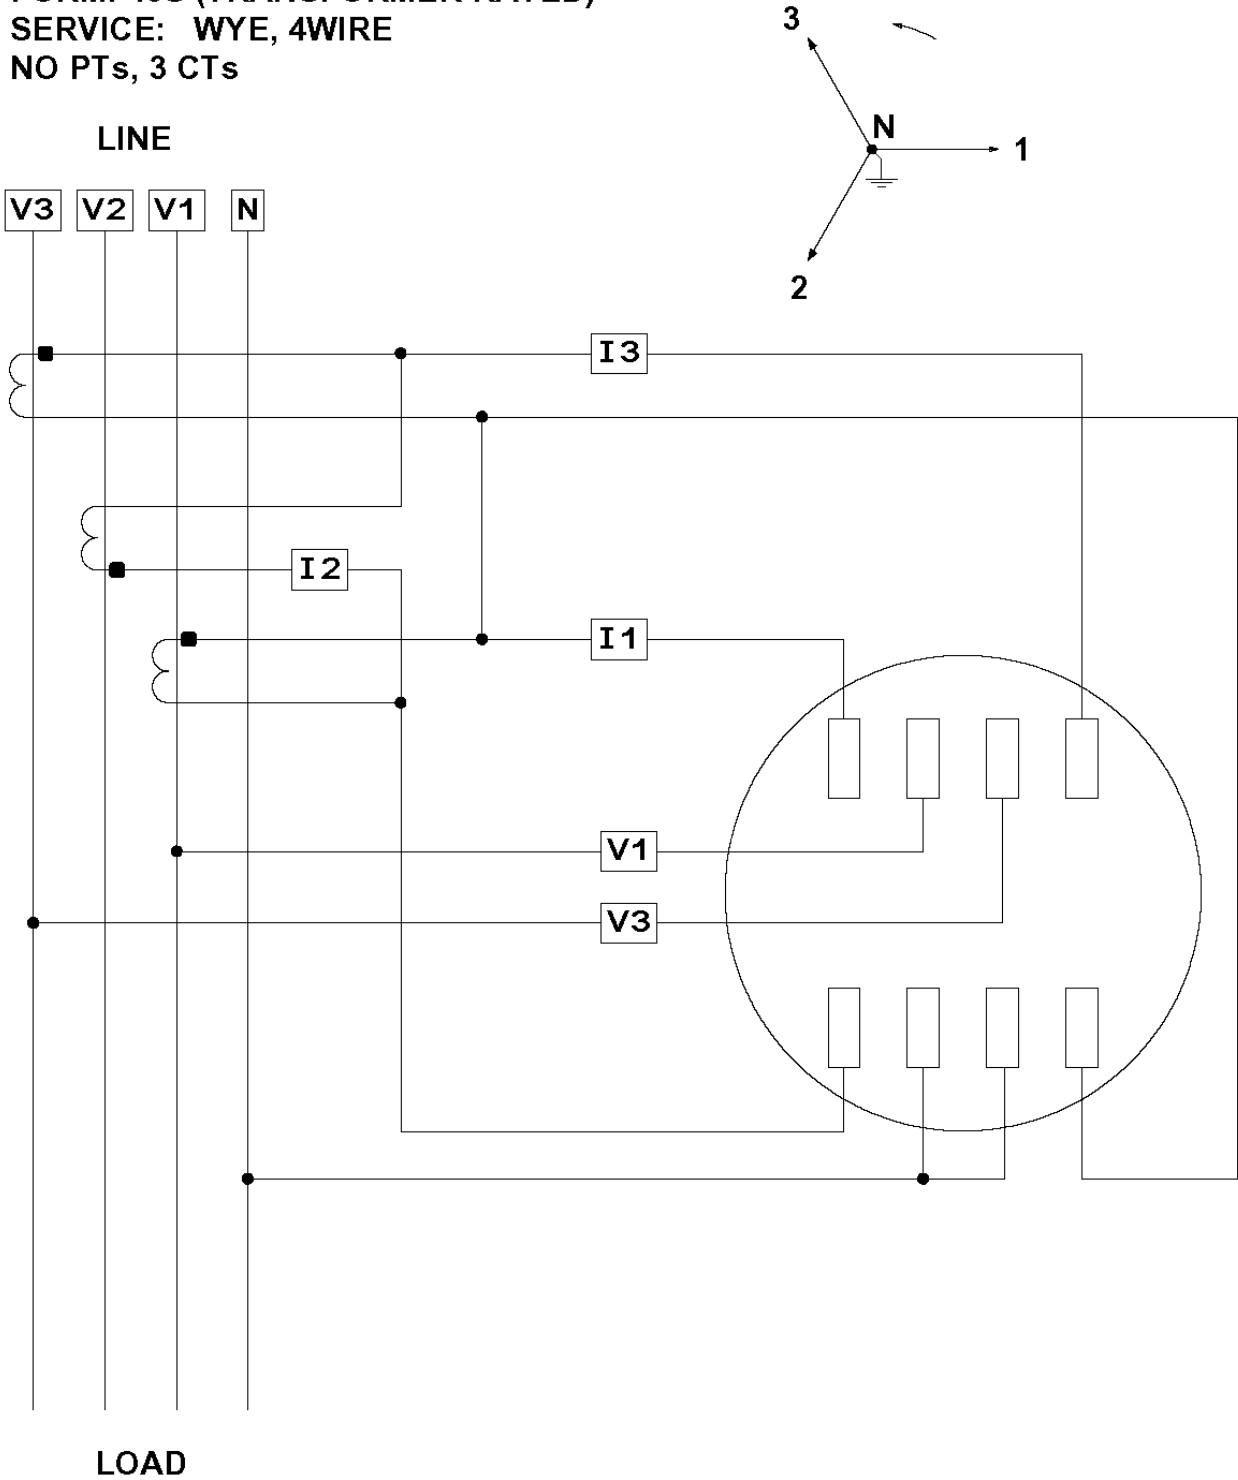 SERVICE: WYE, 4WIRE
NO PTs, 3 CTs
3
N
1
2
LINE
V3 V2 V1 N
I3
I2
I1
V1
V3
LOAD